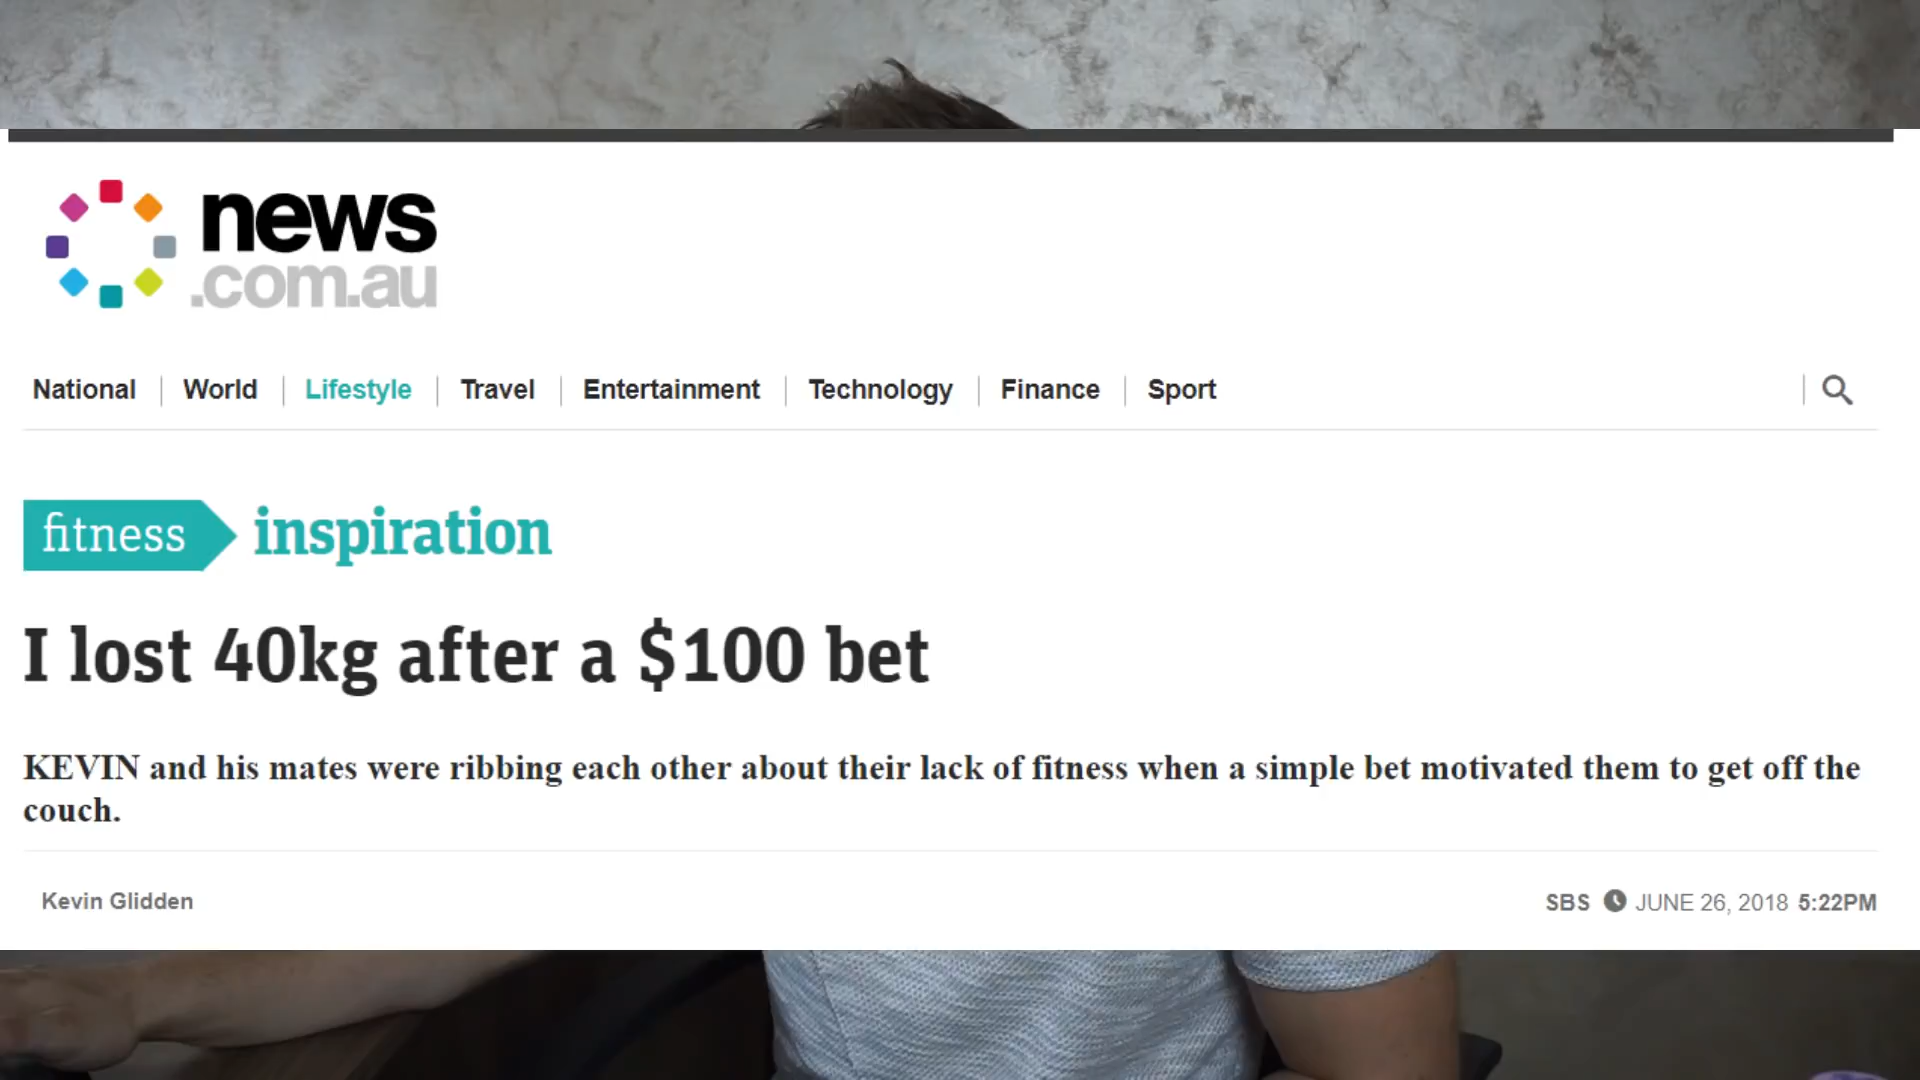 news
.com.au
National World Lifestyle Travel Entertainment Technology Finance Sport
fitness inspiration
I lost 40kg after a $100 bet
KEVIN and his mates were ribbing each other about their lack of fitness when a simple bet motivated them to get off the
couch.
Kevin Glidden SBS JUNE 26, 2018 5:22PM